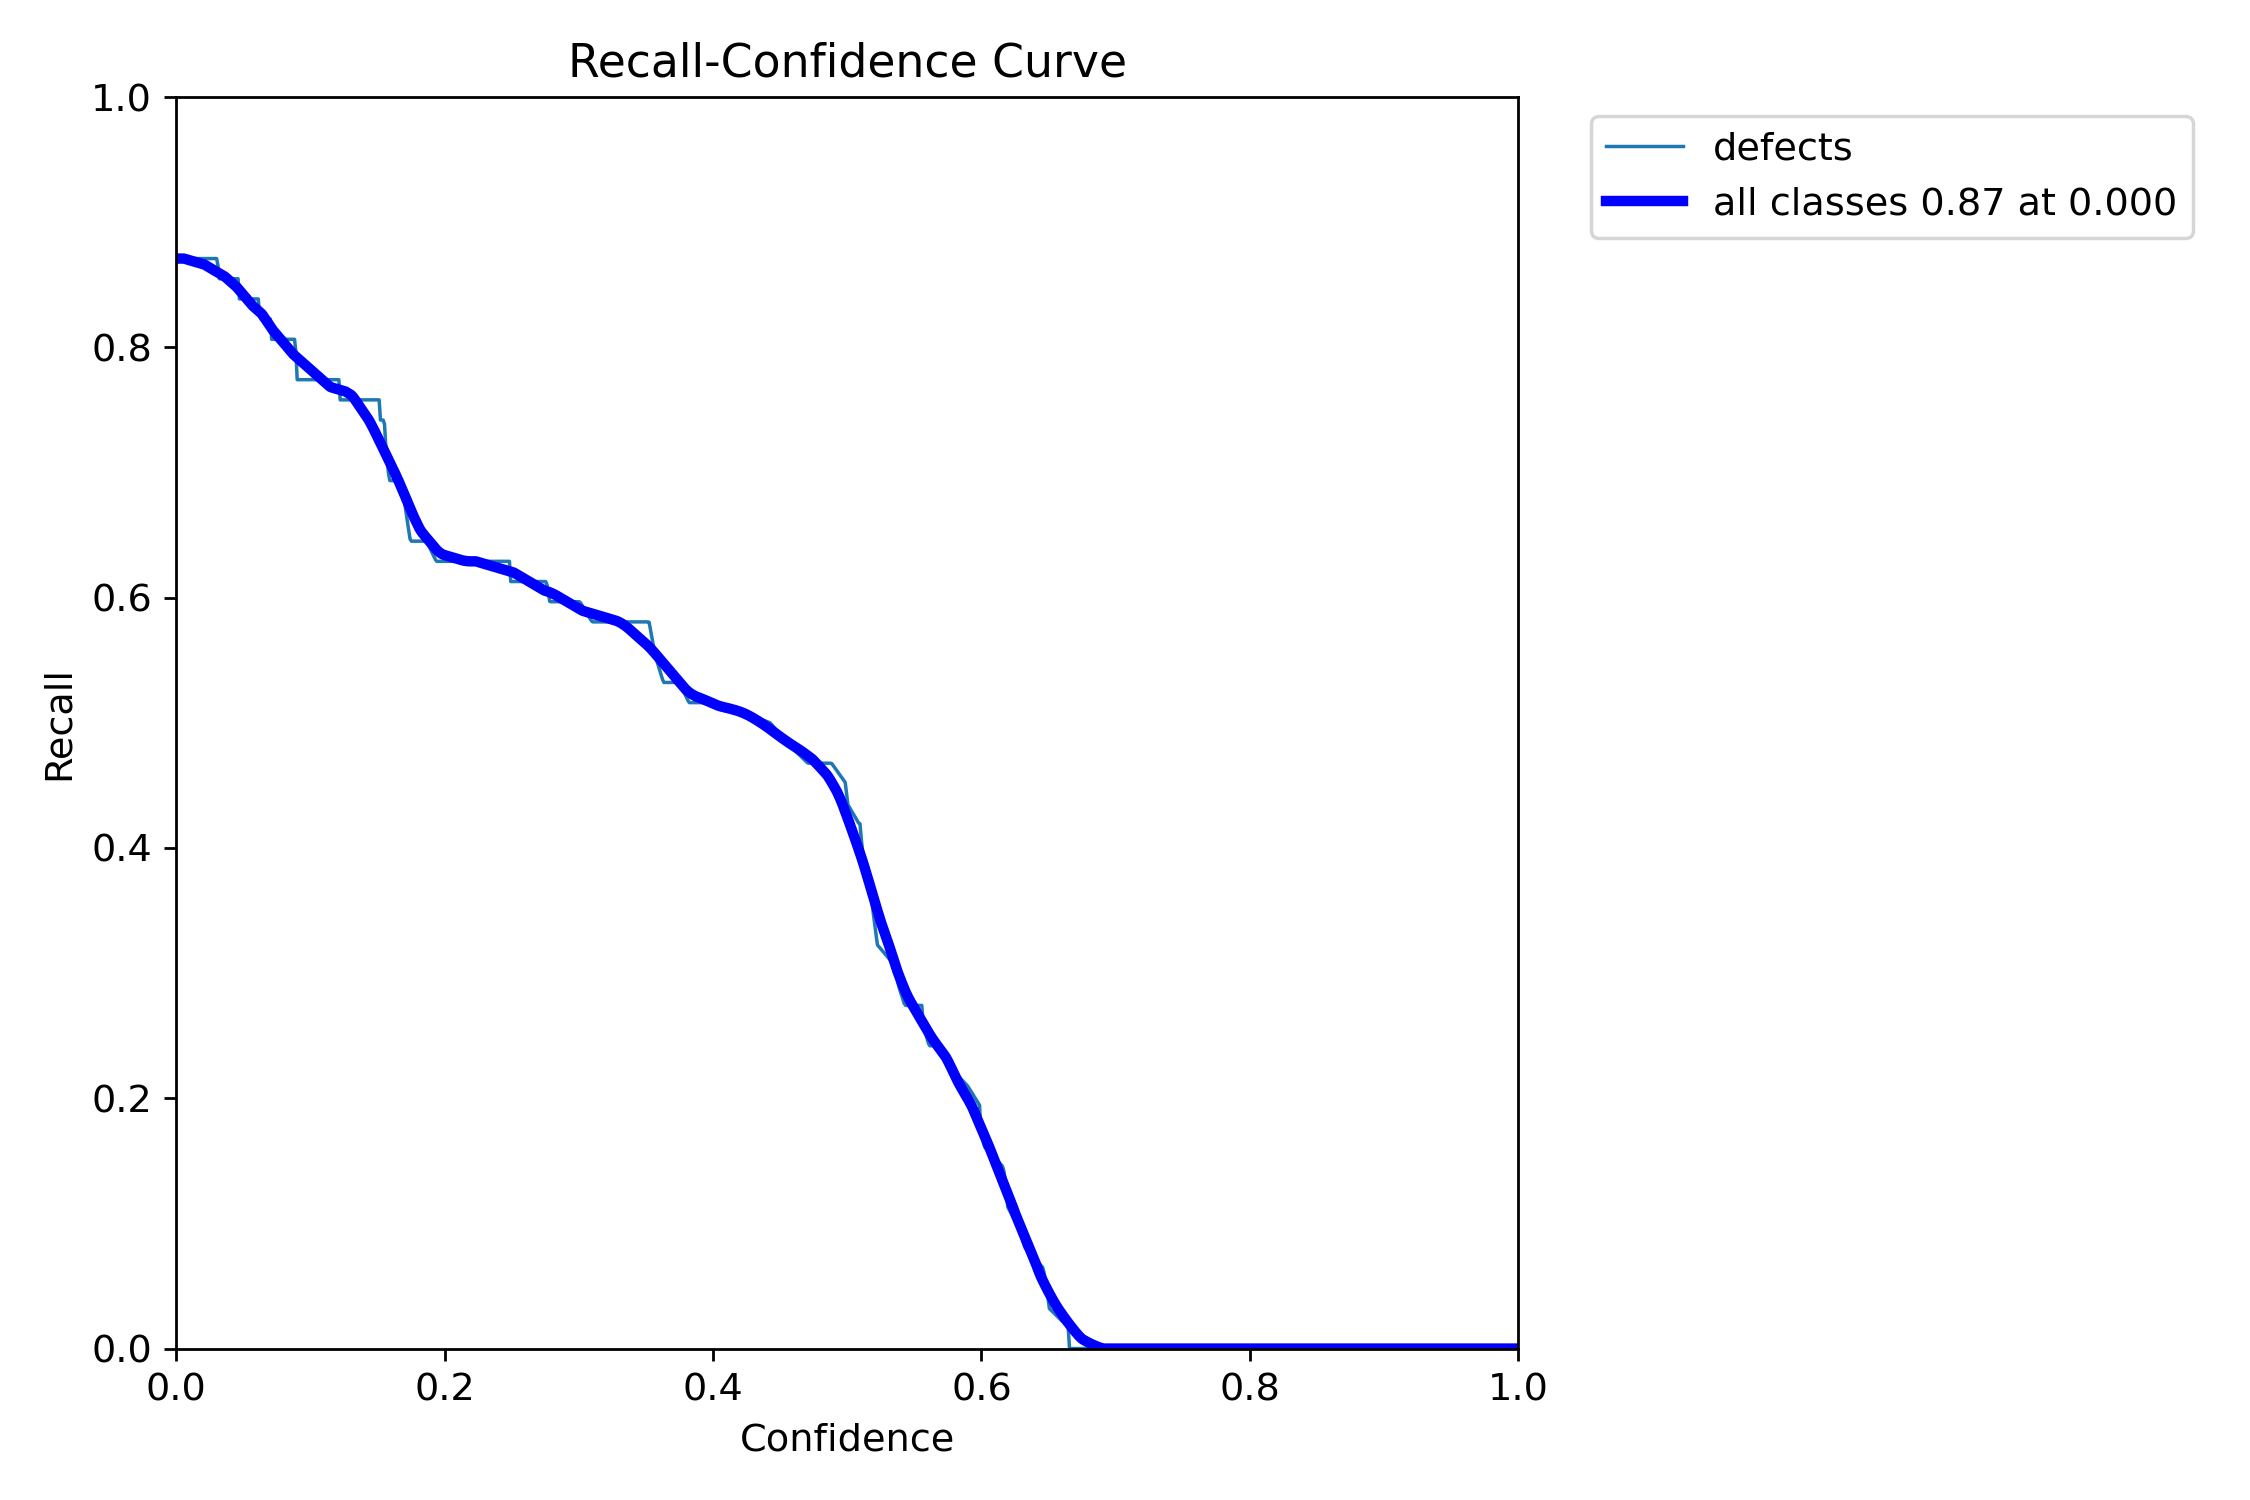 Recall-Confidence Curve
1.0
0.8
0.6
0.4
0.2
0.0
Recall
0.0 0.2 0.4 0.6 0.8 1.0
Confidence
defects
all classes 0.87 at 0.000